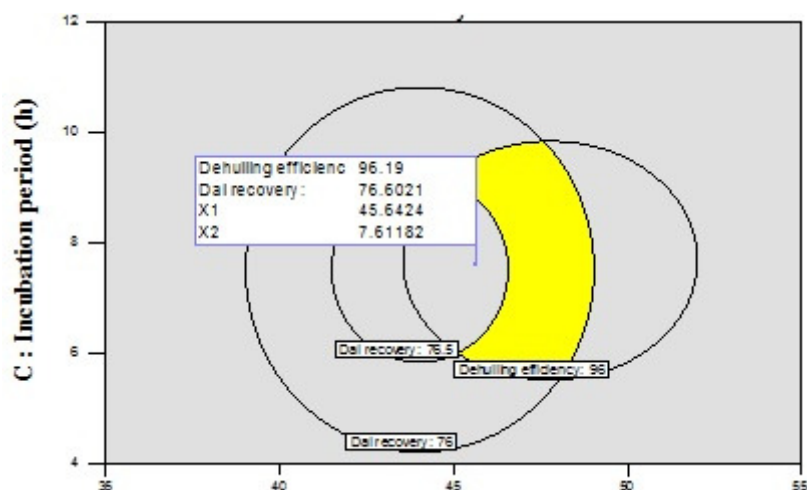 12
10
8
6
4
C : Incubation period (h)
Dehulling efficienc 96.19
Dal recovery: 76.6021
X1 45.6424
X2 7.61182
Dal recovery: 76.5
Dehulling efficiency: 96
Dal recovery: 76
35 40 45 50 55